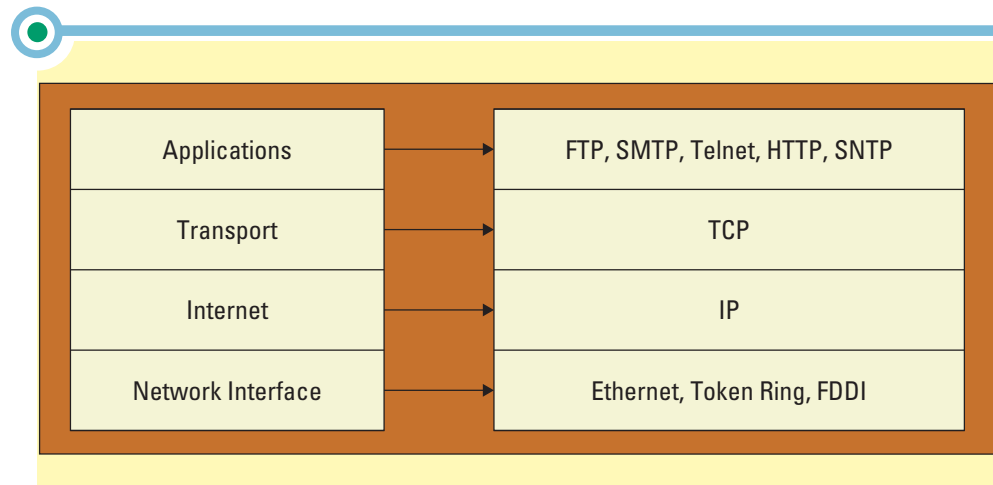 Applications
FTP, SMTP, Telnet, HTTP, SNTP
Transport
TCP
Internet
IP
Network Interface
Ethernet, Token Ring, FDDI